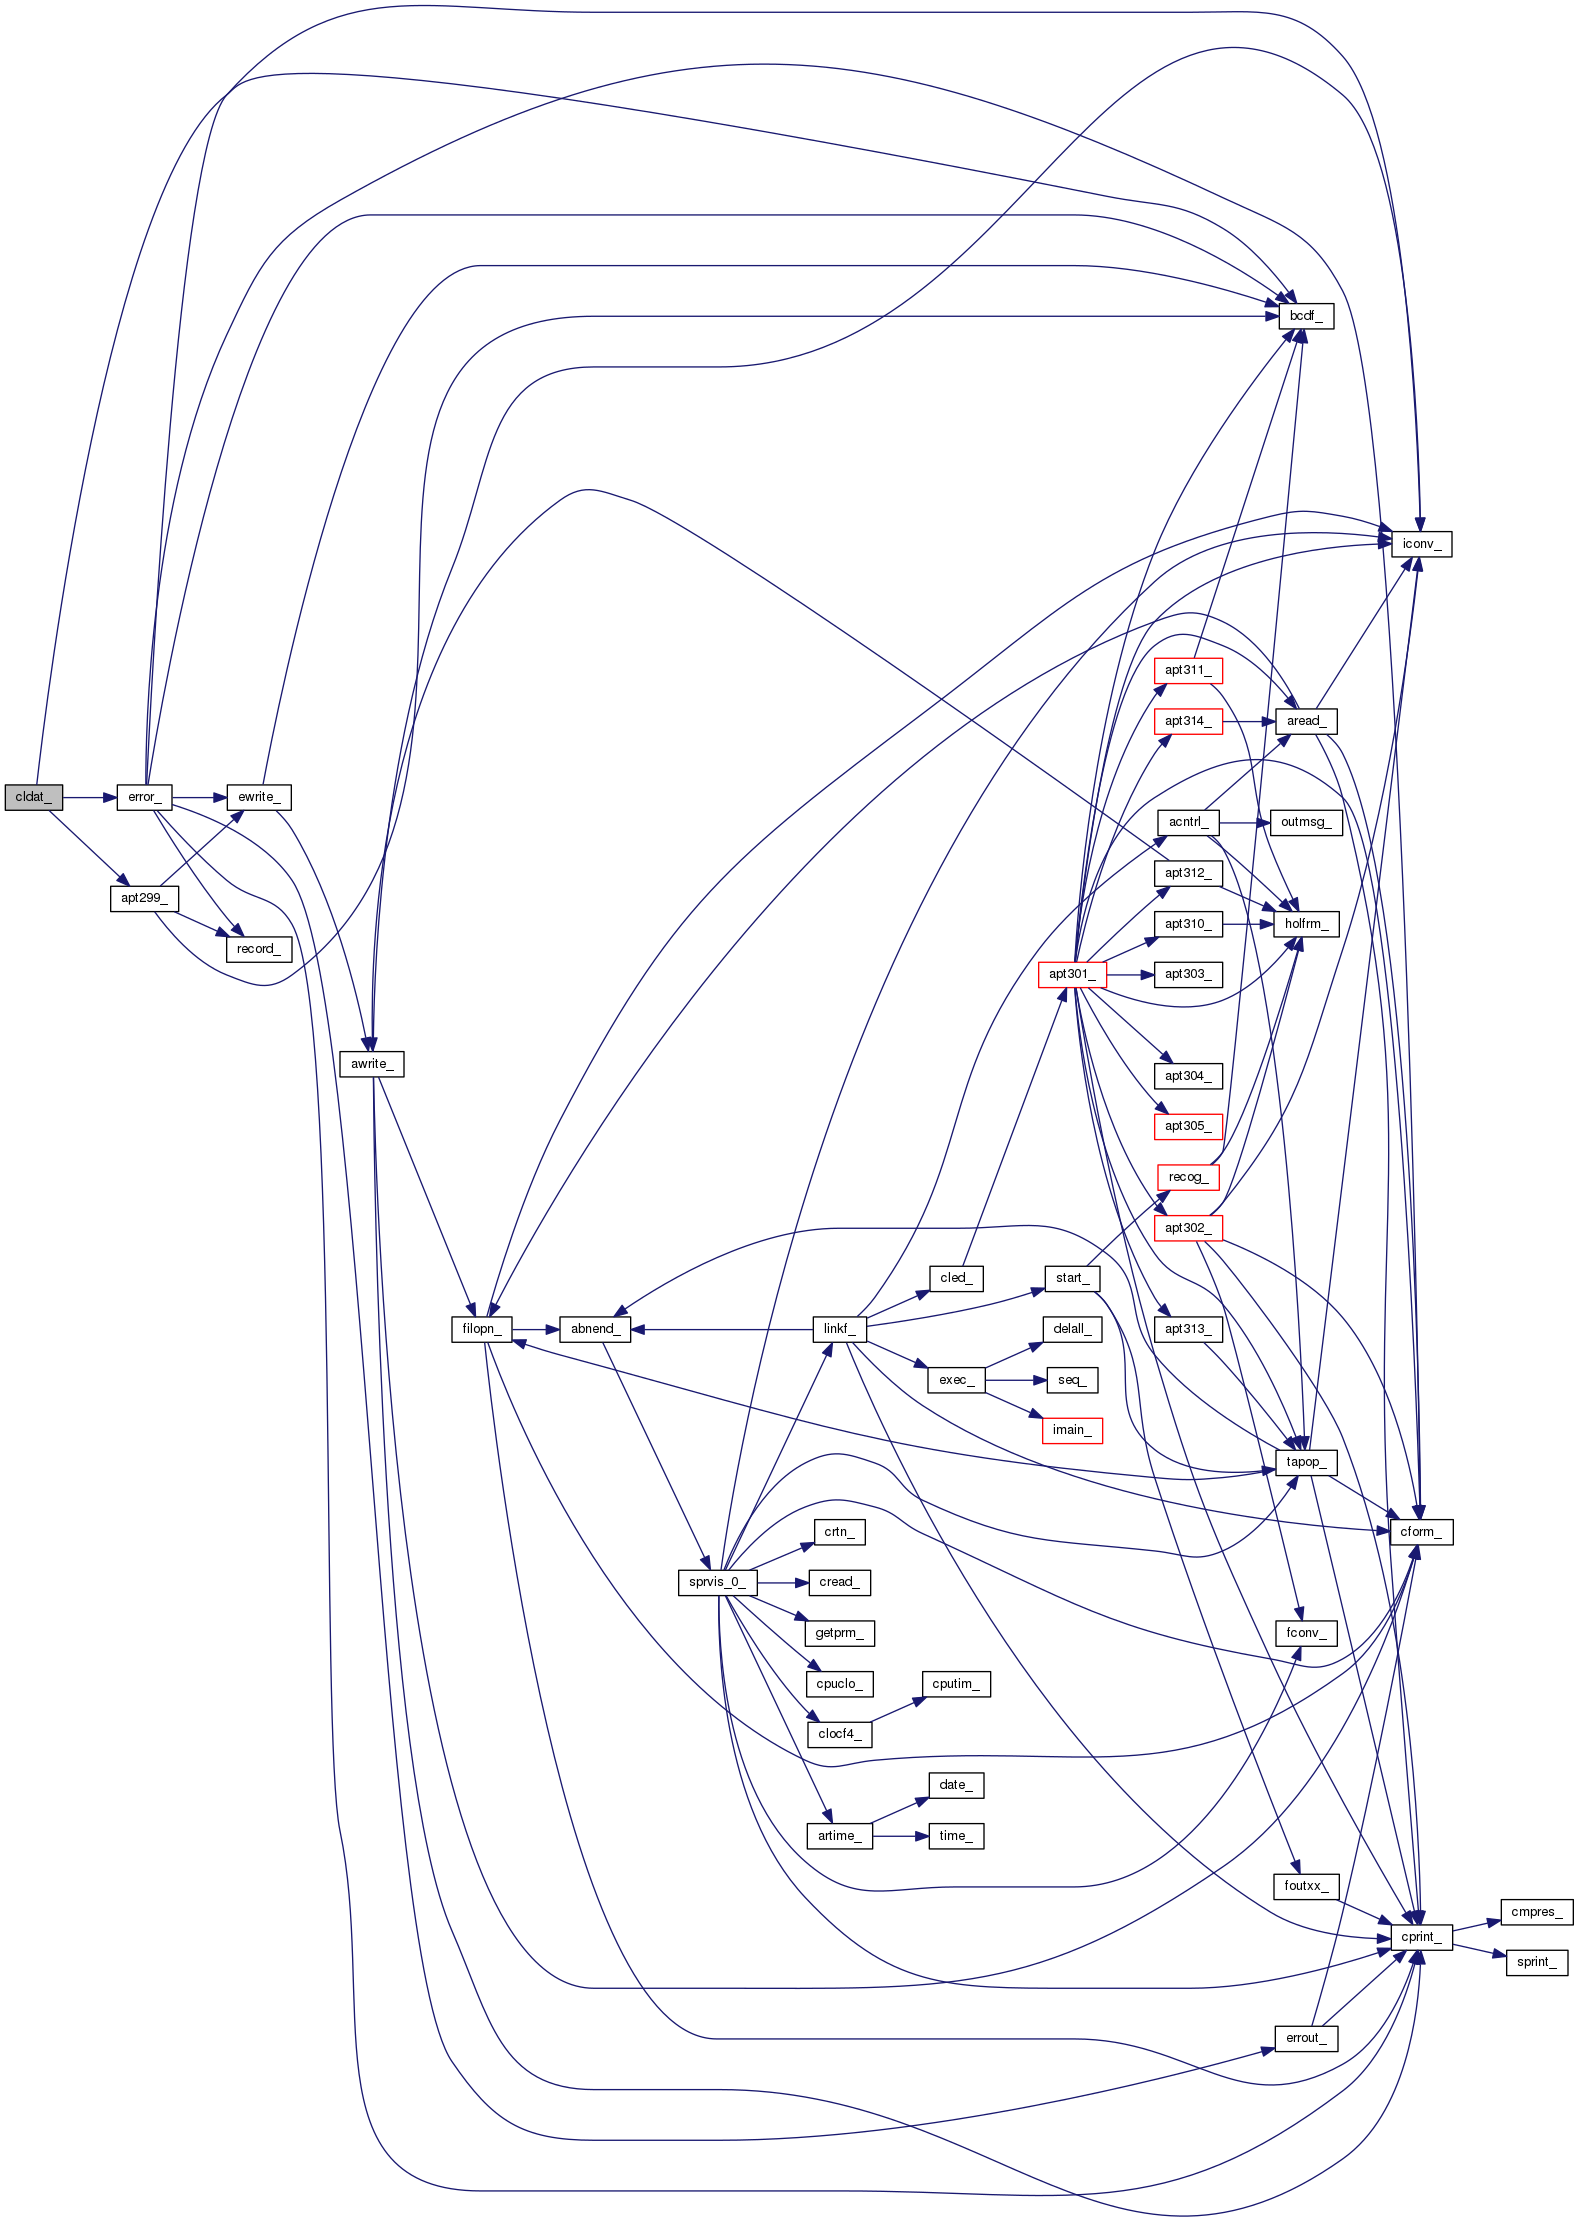 bcdf_
iconv_
apt311_
apt314_
aread_
cldat_
error_
ewrite_
acntrl_
outmsg_
apt299_
apt312_
record_
apt310_
holfrm_
apt301_
apt303_
awrite_
apt304_
apt305_
recog_
apt302_
cled_
start_
filopn_
abnend_
linkf_
delall_
apt313_
exec_
seq_
imain_
tapop_
crtn_
cform_
sprvis_0_
cread_
getprm_
fconv_
cpuclo_
cputim_
clocf4_
date_
artime_
time_
foutxx_
cmpres_
cprint_
sprint_
errout_